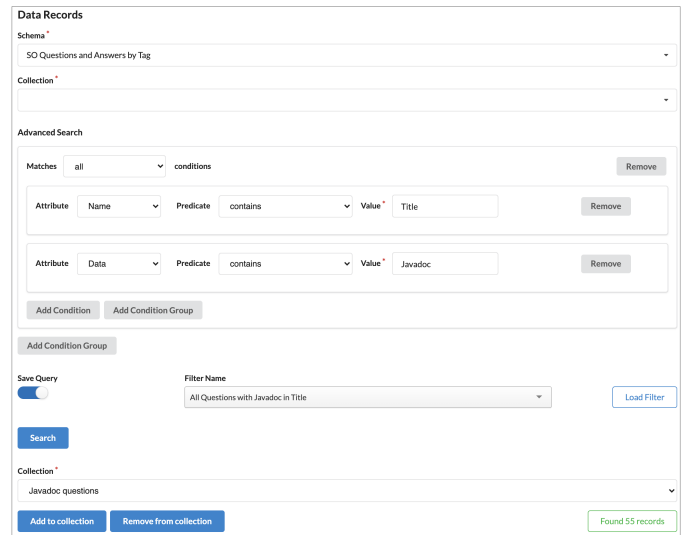 Data Records
Schema *
SO Questions and Answers by Tag
Collection *
Advanced Search
Matches all conditions Remove
Attribute Name Predicate contains Value * Title Remove
Attribute Data Predicate contains Value * Javadoc Remove
Add Condition Add Condition Group
Add Condition Group
Save Query Filter Name
All Questions with Javadoc in Title Load Filter
Search
Collection *
Javadoc questions
Add to collection Remove from collection Found 55 records